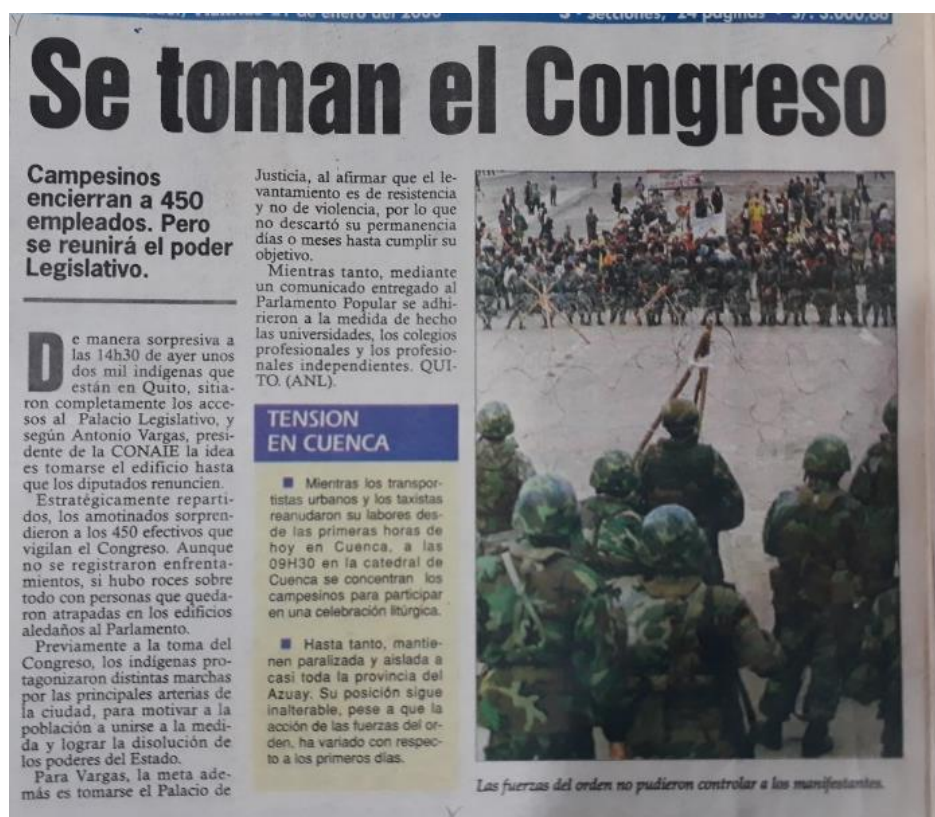 Viernes 21 de enero del 2000
3 - Secciones, 24 páginas - S/. 3.000,00
Se toman el Congreso
Campesinos
encierran a 450
empleados. Pero
se reunirá el poder
Legislativo.
De manera sorpresiva a
las 14h30 de ayer unos
dos mil indígenas que
están en Quito, sitia-
ron completamente los acce-
sos al Palacio Legislativo, y
según Antonio Vargas, presi-
dente de la CONAIE la idea
es tomarse el edificio hasta
que los diputados renuncien.
Estratégicamente reparti-
dos, los amotinados sorpren-
dieron a los 450 efectivos que
vigilan el Congreso. Aunque
no se registraron enfrenta-
mientos, si hubo roces sobre
todo con personas que queda-
ron atrapadas en los edificios
aledaños al Parlamento.
Previamente a la toma del
Congreso, los indígenas pro-
tagonizaron distintas marchas
por las principales arterias de
la ciudad, para motivar a la
población a unirse a la medi-
da y lograr la disolución de
los poderes del Estado.
Para Vargas, la meta ade-
más es tomarse el Palacio de
Justicia, al afirmar que el le-
vantamiento es de resistencia
y no de violencia, por lo que
no descartó su permanencia
días o meses hasta cumplir su
objetivo.
Mientras tanto, mediante
un comunicado entregado al
Parlamento Popular se adhi-
rieron a la medida de hecho
las universidades, los colegios
profesionales y los profesio-
nales independientes. QUI-
TO. (ANL).
TENSION
EN CUENCA
Mientras los transpor-
tistas urbanos y los taxistas
reanudaron su labores des-
de las primeras horas de
hoy en Cuenca, a las
09H30 en la catedral de
Cuenca se concentran los
campesinos para participar
en una celebración litúrgica.
Hasta tanto, mantie-
nen paralizada y aislada a
casi toda la provincia del
Azuay. Su posición sigue
inalterable, pese a que la
acción de las fuerzas del or-
den, ha variado con respec-
to a los primeros días.
Las fuerzas del orden no pudieron controlar a los manifestantes.